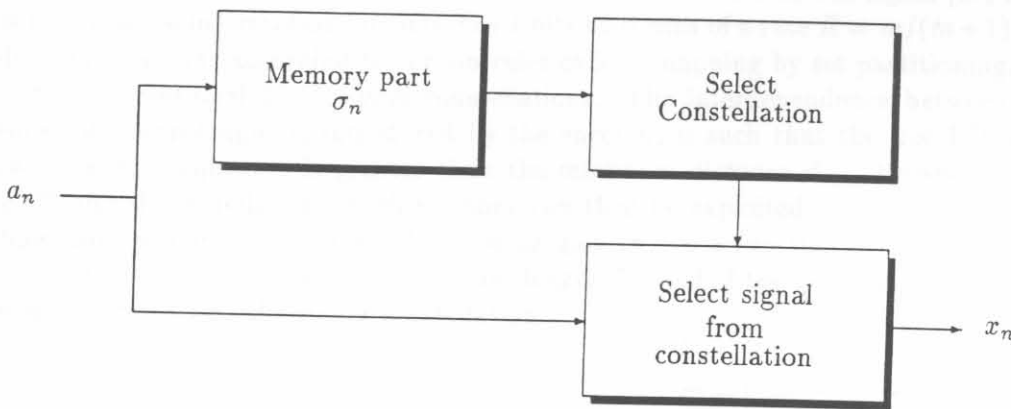 Memory part
σn
Select
Constellation
an
Select signal
from
constellation
xn